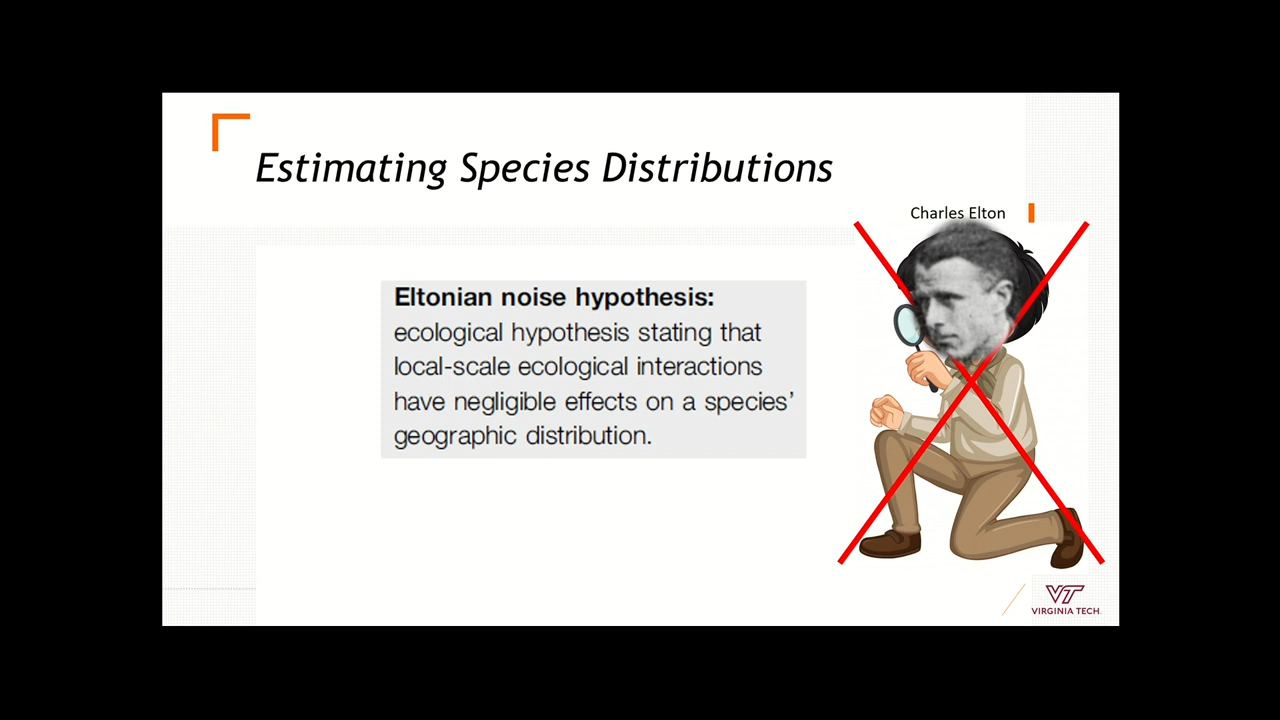 Estimating Species Distributions
Charles Elton
Eltonian noise hypothesis:
ecological hypothesis stating that
local-scale ecological interactions
have negligible effects on a species’
geographic distribution.
VT
VIRGINIA TECH.